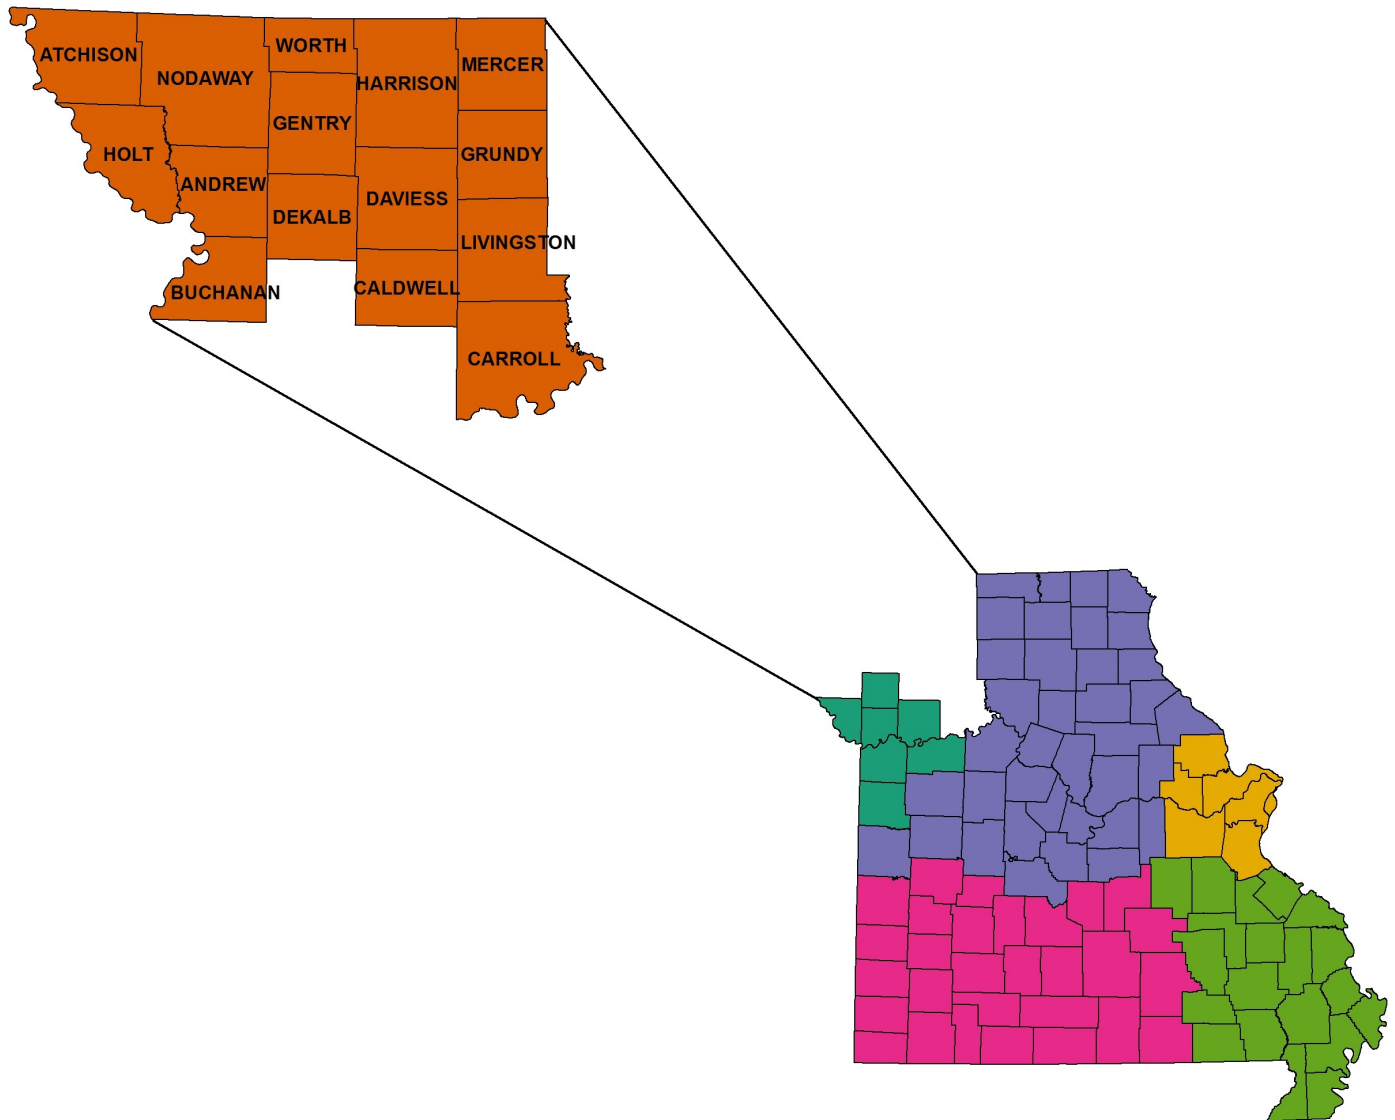 WORTH
ATCHISON
MERCER
NODAWAY
HARRISON
GENTRY
HOLT
GRUNDY
ANDREW
DAVIESS
DEKALB
LIVINGSTON
BUCHANAN
CALDWELL
CARROLL